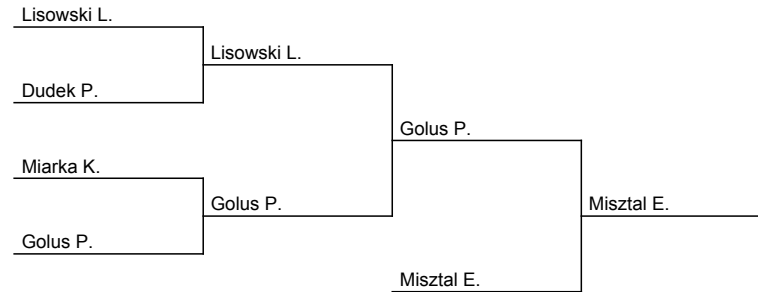 Lisowski L.
Lisowski L.
Dudek P.
Golus P.
Miarka K.
Golus P.
Misztal E.
Golus P.
Misztal E.